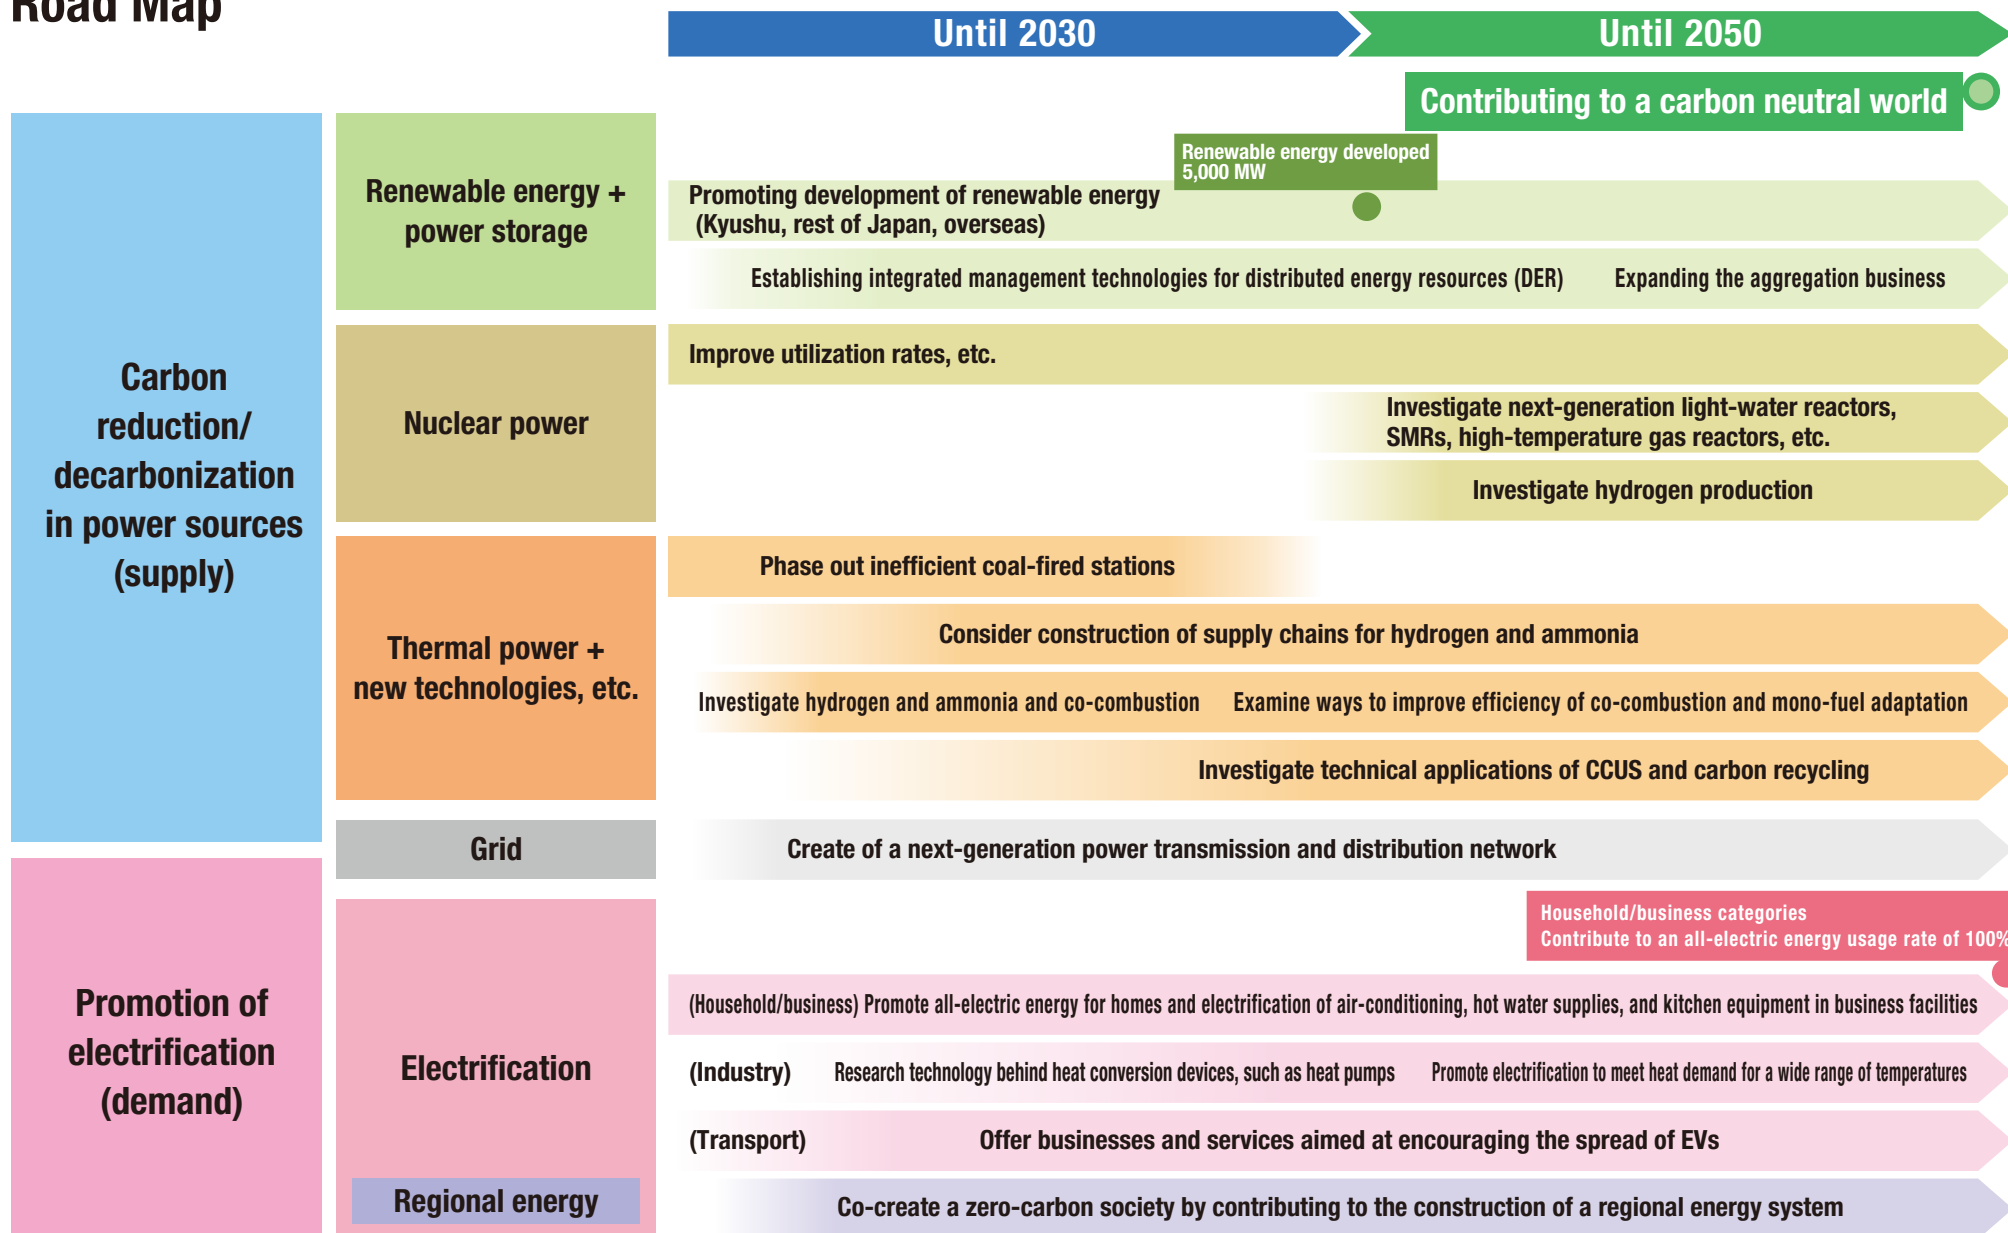 Road Map
Until 2030
Until 2050
Contributing to a carbon neutral world
Carbon
reduction/
decarbonization
in power sources
(supply)
Renewable energy +
power storage
Renewable energy developed
5,000 MW
Promoting development of renewable energy
(Kyushu, rest of Japan, overseas)
Establishing integrated management technologies for distributed energy resources (DER)
Expanding the aggregation business
Nuclear power
Improve utilization rates, etc.
Investigate next-generation light-water reactors,
SMRs, high-temperature gas reactors, etc.
Investigate hydrogen production
Thermal power +
new technologies, etc.
Phase out inefficient coal-fired stations
Consider construction of supply chains for hydrogen and ammonia
Investigate hydrogen and ammonia and co-combustion
Examine ways to improve efficiency of co-combustion and mono-fuel adaptation
Investigate technical applications of CCUS and carbon recycling
Grid
Create of a next-generation power transmission and distribution network
Promotion of
electrification
(demand)
Electrification
Household/business categories
Contribute to an all-electric energy usage rate of 100%
(Household/business) Promote all-electric energy for homes and electrification of air-conditioning, hot water supplies, and kitchen equipment in business facilities
(Industry)
Research technology behind heat conversion devices, such as heat pumps
Promote electrification to meet heat demand for a wide range of temperatures
(Transport)
Offer businesses and services aimed at encouraging the spread of EVs
Regional energy
Co-create a zero-carbon society by contributing to the construction of a regional energy system